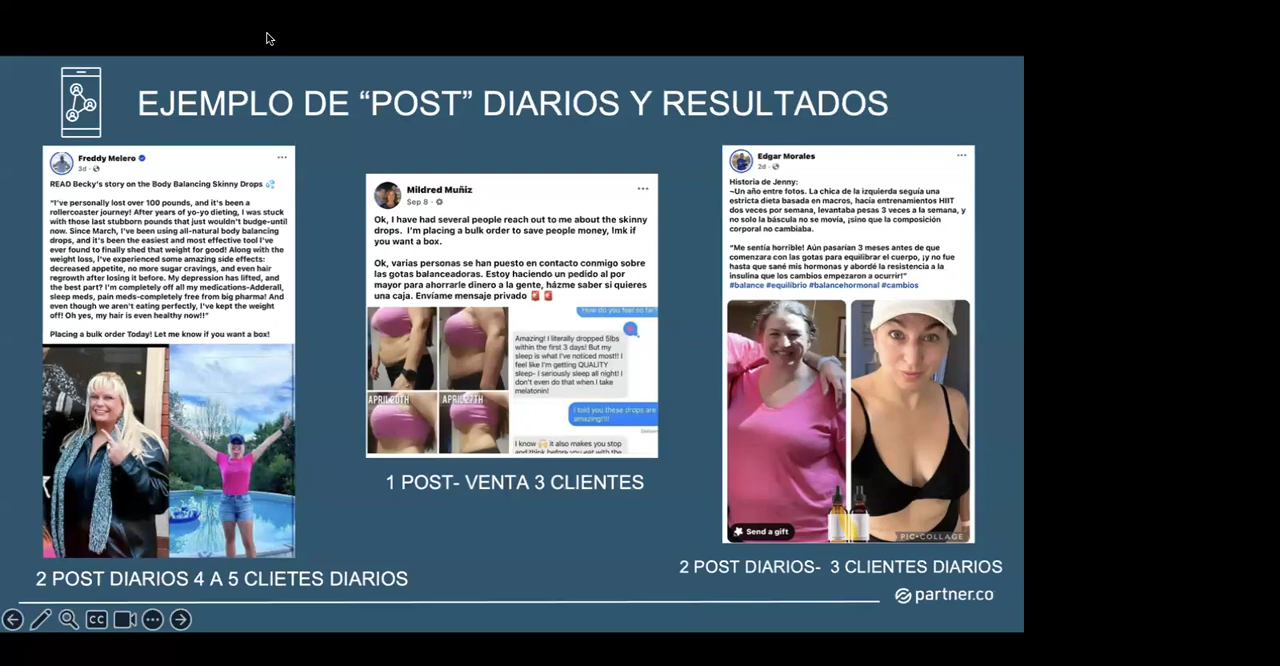 EJEMPLO DE “POST” DIARIOS Y RESULTADOS
Freddy Melero
3d
READ Becky's story on the Body Balancing Skinny Drops
“I've personally lost over 100 pounds, and it's been a
rollercoaster journey! After years of yo-yo dieting, I was stuck
with those last stubborn pounds that just wouldn't budge-until
now. Since March, I've been using all-natural body balancing
drops, and it's been the easiest and most effective tool I've
ever found to finally shed that weight for good! Along with the
weight loss, I've experienced some amazing side effects:
decreased appetite, no more sugar cravings, and even hair
regrowth after losing it before. My depression has lifted, and
the best part? I'm completely off all my medications-Adderall,
sleep meds, pain meds-completely free from big pharma! And
even though we aren't eating perfectly, I've kept the weight
off! Oh yes, my hair is even healthy now!!”
Placing a bulk order Today! Let me know if you want a box!
2 POST DIARIOS 4 A 5 CLIETES DIARIOS
Mildred Muñiz
Sep 8
Ok, I have had several people reach out to me about the skinny
drops. I'm placing a bulk order to save people money, lmk if
you want a box.
Ok, varias personas se han puesto en contacto conmigo sobre
las gotas balanceadoras. Estoy haciendo un pedido al por
mayor para ahorrarle dinero a la gente, házme saber si quieres
una caja. Envíame mensaje privado
How do you feel so far?
Amazing! I literally dropped 5lbs
within the first 3 days! But my
sleep is what I've noticed most!! I
feel like I'm getting QUALITY
sleep- I seriously sleep all night! I
don't even do that when I take
melatonin!
APRIL 20TH
APRIL 27TH
I told you these drops are
amazing!!!!
I know it also makes you stop
and think before you eat with the
1 POST- VENTA 3 CLIENTES
Edgar Morales
2d
Historia de Jenny:
~Un año entre fotos. La chica de la izquierda seguía una
estricta dieta basada en macros, hacía entrenamientos HIIT
dos veces por semana, levantaba pesas 3 veces a la semana, y
no solo la báscula no se movía, ¡sino que la composición
corporal no cambiaba.
“Me sentía horrible! Aún pasarían 3 meses antes de que
comenzara con las gotas para equilibrar el cuerpo, ¡y no fue
hasta que sané mis hormonas y abordé la resistencia a la
insulina que los cambios empezaron a ocurrir!”
#balance #equilibrio #balancehormonal #cambios
Send a gift
PIC•COLLAGE
2 POST DIARIOS- 3 CLIENTES DIARIOS
partner.co
CC